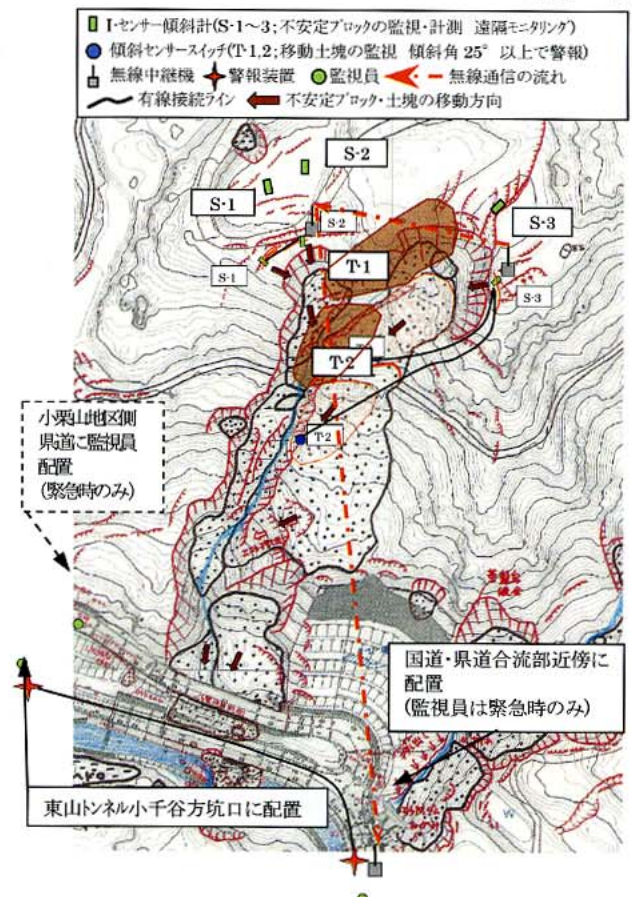 I-センサー傾斜計(S-1~3;不安定ブロックの監視・計測 遠隔モニタリング)
傾斜センサースイッチ(T-1,2;移動土塊の監視 傾斜角25°以上で警報)
無線中継機 警報装置 監視員 無線通信の流れ
有線接続ライン 不安定ブロック・土塊の移動方向
S-2
S-1
S-2
S-3
T-1
S-1
S-3
T-2
T-2
小栗山地区側
県道に監視員
配置
(緊急時のみ)
国道・県道合流部近傍に
配置
(監視員は緊急時のみ)
東山トンネル小千谷方坑口に配置